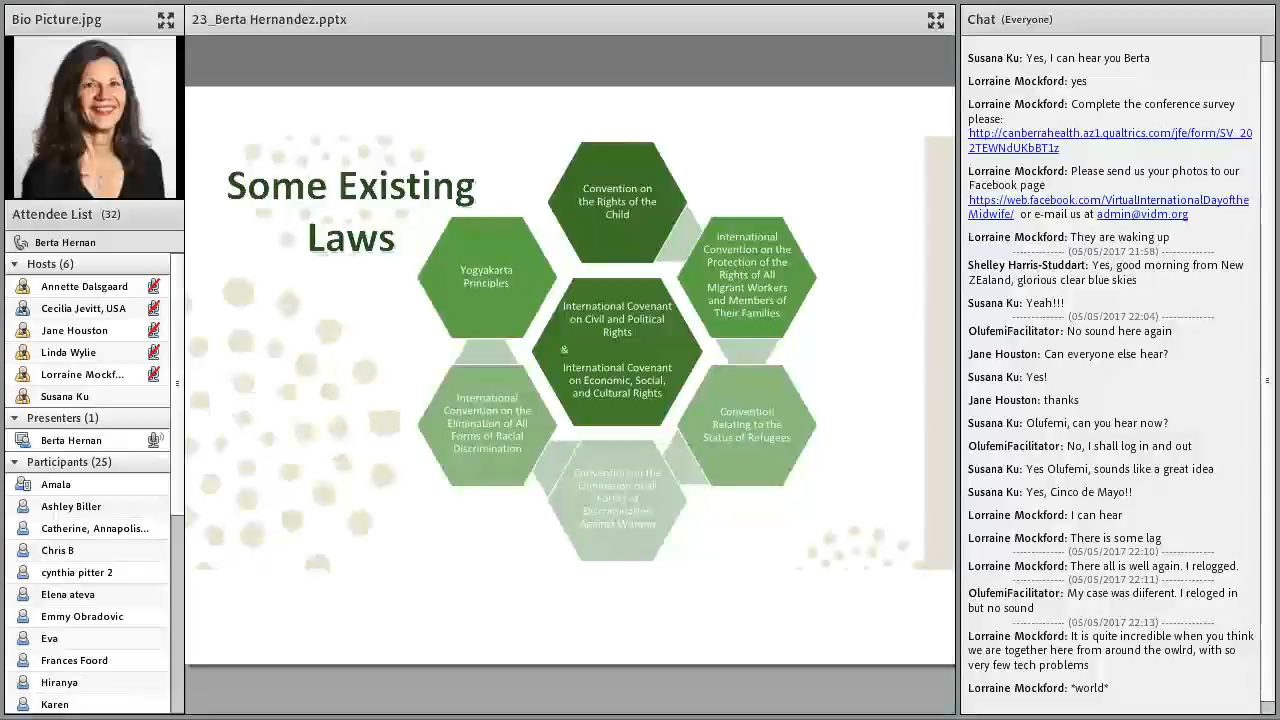 Bio Picture.jpg
Attendee List (32)
Berta Hernan
Hosts (6)
Annette Dalsgaard
Cecilia Jevitt, USA
Jane Houston
Linda Wylie
Lorraine Mockf...
Susana Ku
Presenters (1)
Berta Hernan
Participants (25)
Amala
Ashley Biller
Catherine, Annapolis...
Chris B
cynthia pitter 2
Elena ateva
Emmy Obradovic
Eva
Frances Foord
Hiranya
Karen
23_Berta Hernandez.pptx
Some Existing
Laws
Convention on
the Rights of the
Child
International
Convention on the
Protection of the
Rights of All
Migrant Workers
and Members of
Their Families
Yogyakarta
Principles
International Covenant
on Civil and Political
Rights
&
International Covenant
on Economic, Social,
and Cultural Rights
International
Convention on the
Elimination of All
Forms of Racial
Discrimination
Convention
Relating to the
Status of Refugees
Convention on the
Elimination of all
Forms of
Discrimination
Against Women
Chat (Everyone)
Susana Ku: Yes, I can hear you Berta
Lorraine Mockford: yes
Lorraine Mockford: Complete the conference survey
please:
http://canberrahealth.az1.qualtrics.com/jfe/form/SV_20
2TEWNdUKbBT1z
Lorraine Mockford: Please send us your photos to our
Facebook page
https://web.facebook.com/VirtualInternationalDayofthe
Midwife/ or e-mail us at admin@vidm.org
Lorraine Mockford: They are waking up
-------------- (05/05/2017 21:58) --------------
Shelley Harris-Studdart: Yes, good morning from New
ZEaland, glorious clear blue skies
Susana Ku: Yeah!!!
-------------- (05/05/2017 22:04) --------------
OlufemiFacilitator: No sound here again
Jane Houston: Can everyone else hear?
Susana Ku: Yes!
Jane Houston: thanks
Susana Ku: Olufemi, can you hear now?
OlufemiFacilitator: No, I shall log in and out
Susana Ku: Yes Olufemi, sounds like a great idea
Susana Ku: Yes, Cinco de Mayo!!
Lorraine Mockford: I can hear
Lorraine Mockford: There is some lag
-------------- (05/05/2017 22:10) --------------
Lorraine Mockford: There all is well again. I relogged.
-------------- (05/05/2017 22:11) --------------
OlufemiFacilitator: My case was diiferent. I reloged in
but no sound
-------------- (05/05/2017 22:13) --------------
Lorraine Mockford: It is quite incredible when you think
we are together here from around the owlrd, with so
very few tech problems
Lorraine Mockford: *world*